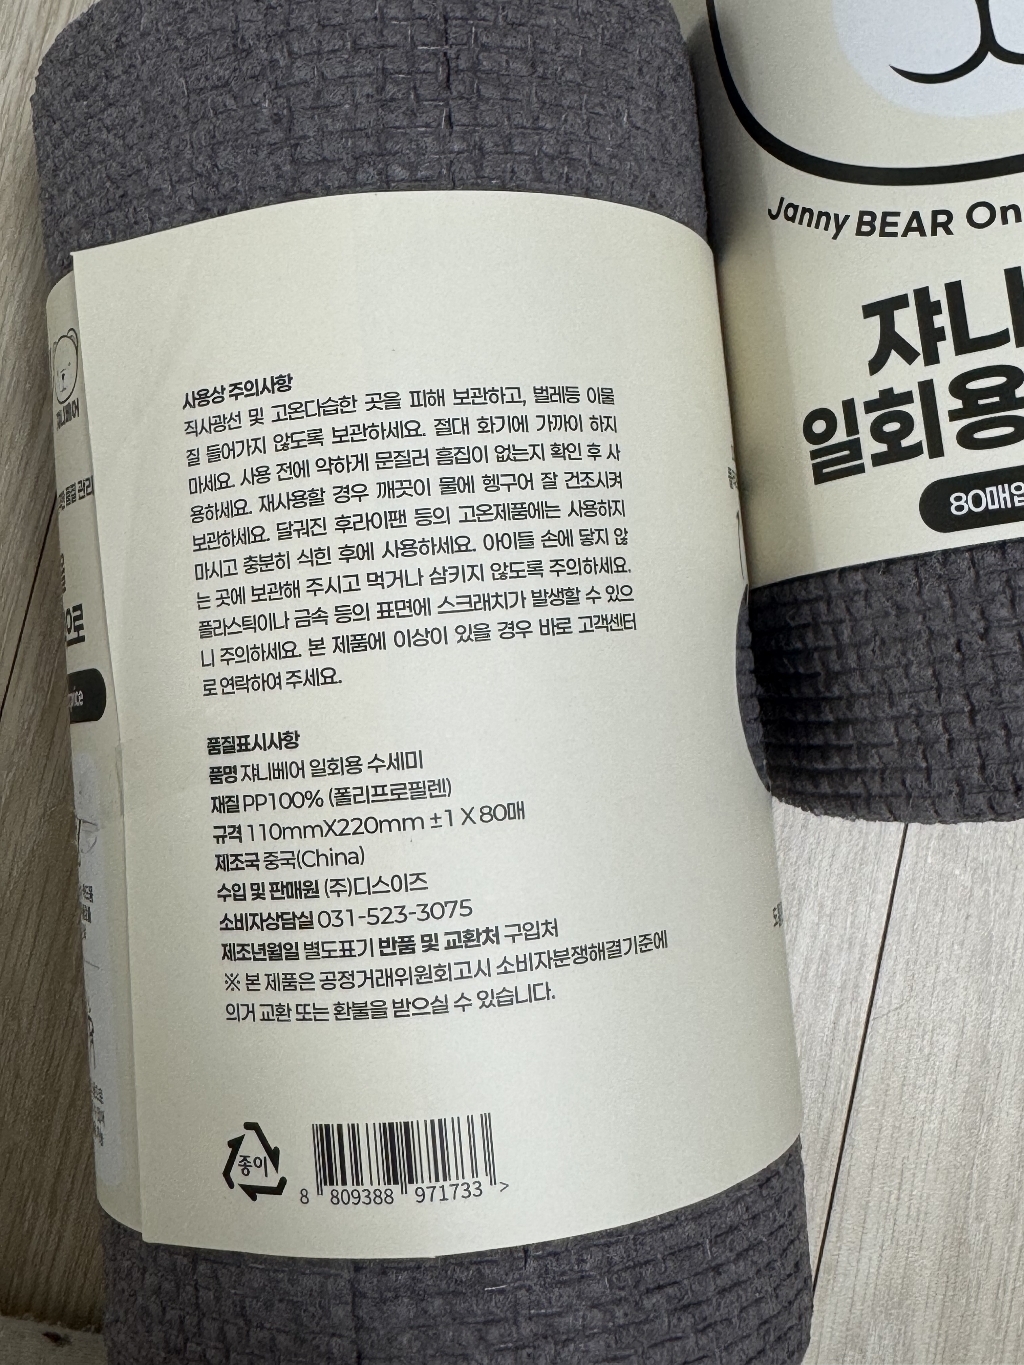 사용상 주의사항
직사광선 및 고온다습한 곳을 피해 보관하고, 벌레등 이물
질 들어가지 않도록 보관하세요. 절대 화기에 가까이 하지
마세요. 사용 전에 약하게 문질러 흠집이 없는지 확인 후 사
용하세요. 재사용할 경우 깨끗이 물에 헹구어 잘 건조시켜
보관하세요. 달궈진 후라이팬 등의 고온제품에는 사용하지
마시고 충분히 식힌 후에 사용하세요. 아이들 손에 닿지 않
는 곳에 보관해 주시고 먹거나 삼키지 않도록 주의하세요.
플라스틱이나 금속 등의 표면에 스크래치가 발생할 수 있으
니 주의하세요. 본 제품에 이상이 있을 경우 바로 고객센터
로 연락하여 주세요.
품질표시사항
품명 쟈니베어 일회용 수세미
재질 PP100% (폴리프로필렌)
규격 110mmX220mm ±1 X 80매
제조국 중국(China)
수입 및 판매원 (주)디스이즈
소비자상담실 031-523-3075
제조년월일 별도표기 반품 및 교환처 구입처
※ 본 제품은 공정거래위원회고시 소비자분쟁해결기준에
의거 교환 또는 환불을 받으실 수 있습니다.
종이
8 809388 971733 >
Janny BEAR On
쟈니
일회용
80매입